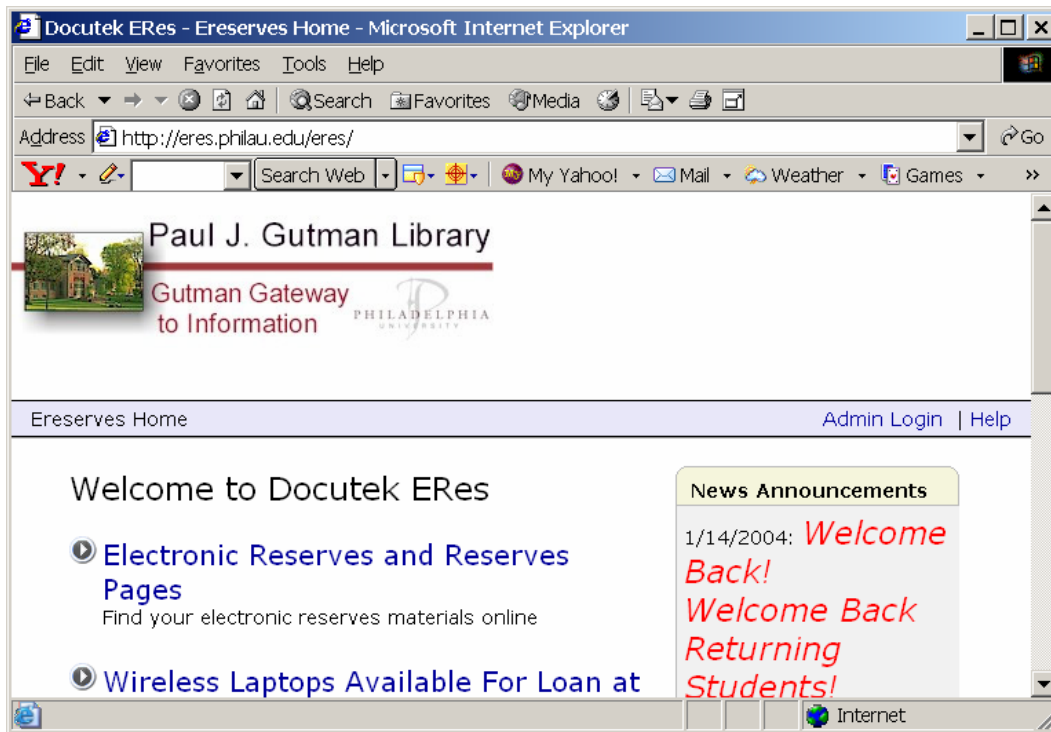 Docutek ERes - Ereserves Home - Microsoft Internet Explorer
File Edit View Favorites Tools Help
Back Search Favorites Media
Address http://eres.philau.edu/eres/ Go
Y! Search Web My Yahoo! Mail Weather Games »
Paul J. Gutman Library
Gutman Gateway
to Information
PHILADELPHIA
UNIVERSITY
Ereserves Home Admin Login | Help
Welcome to Docutek ERes
Electronic Reserves and Reserves
Pages
Find your electronic reserves materials online
Wireless Laptops Available For Loan at
News Announcements
1/14/2004: Welcome
Back!
Welcome Back
Returning
Students!
Internet